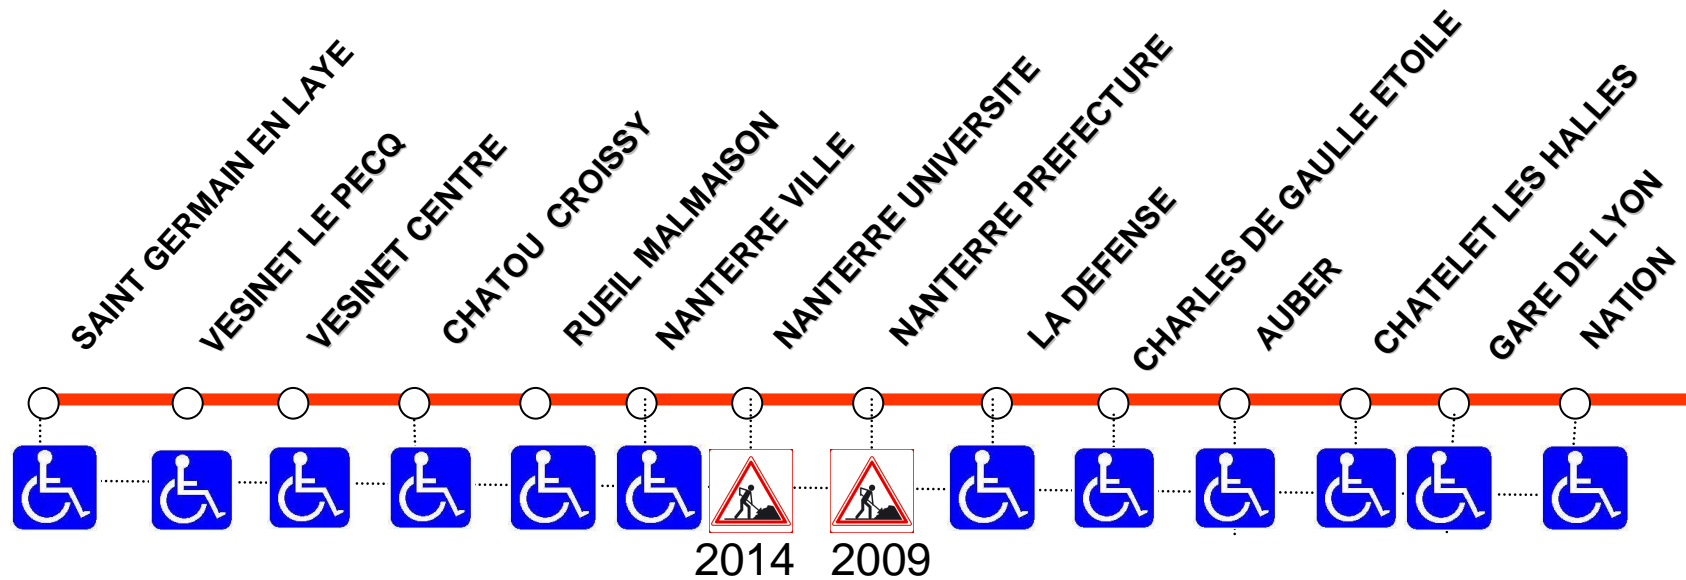 SAINT GERMAIN EN LAYE
VESINET LE PECQ
VESINET CENTRE
CHATOU CROISSY
RUEIL MALMAISON
NANTERRE VILLE
NANTERRE UNIVERSITE
NANTERRE PREFECTURE
LA DEFENSE
CHARLES DE GAULLE ETOILE
AUBER
CHATELET LES HALLES
GARE DE LYON
NATION
2014
2009